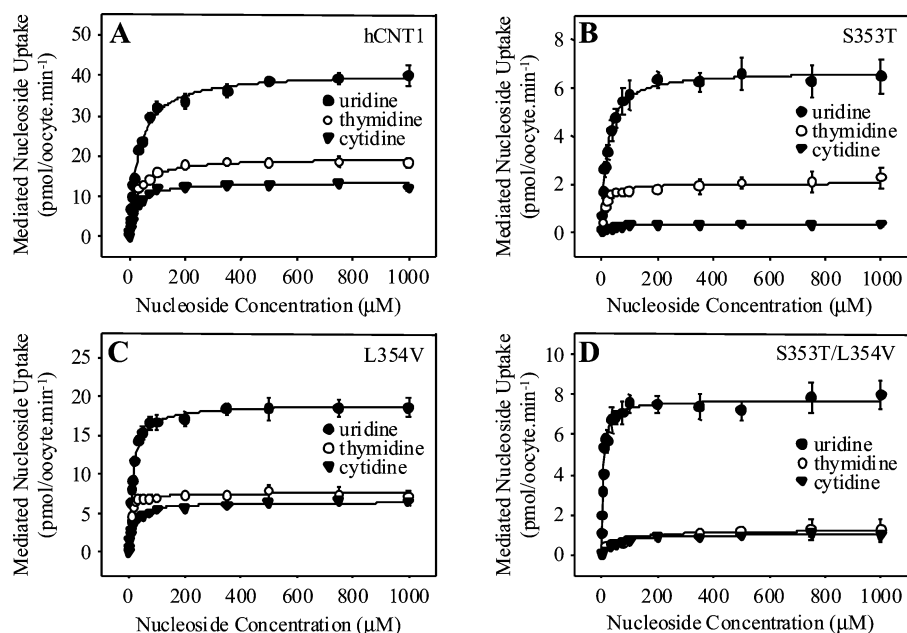 A
hCNT1
Mediated Nucleoside Uptake
(pmol/oocyte.min⁻¹)
50
40
30
20
10
0
uridine
thymidine
cytidine
0 200 400 600 800 1000
Nucleoside Concentration (µM)
B
S353T
Mediated Nucleoside Uptake
(pmol/oocyte.min⁻¹)
8
6
4
2
0
uridine
thymidine
cytidine
0 200 400 600 800 1000
Nucleoside Concentration (µM)
C
L354V
Mediated Nucleoside Uptake
(pmol/oocyte.min⁻¹)
25
20
15
10
5
0
uridine
thymidine
cytidine
0 200 400 600 800 1000
Nucleoside Concentration (µM)
D
S353T/L354V
Mediated Nucleoside Uptake
(pmol/oocyte.min⁻¹)
10
8
6
4
2
0
uridine
thymidine
cytidine
0 200 400 600 800 1000
Nucleoside Concentration (µM)